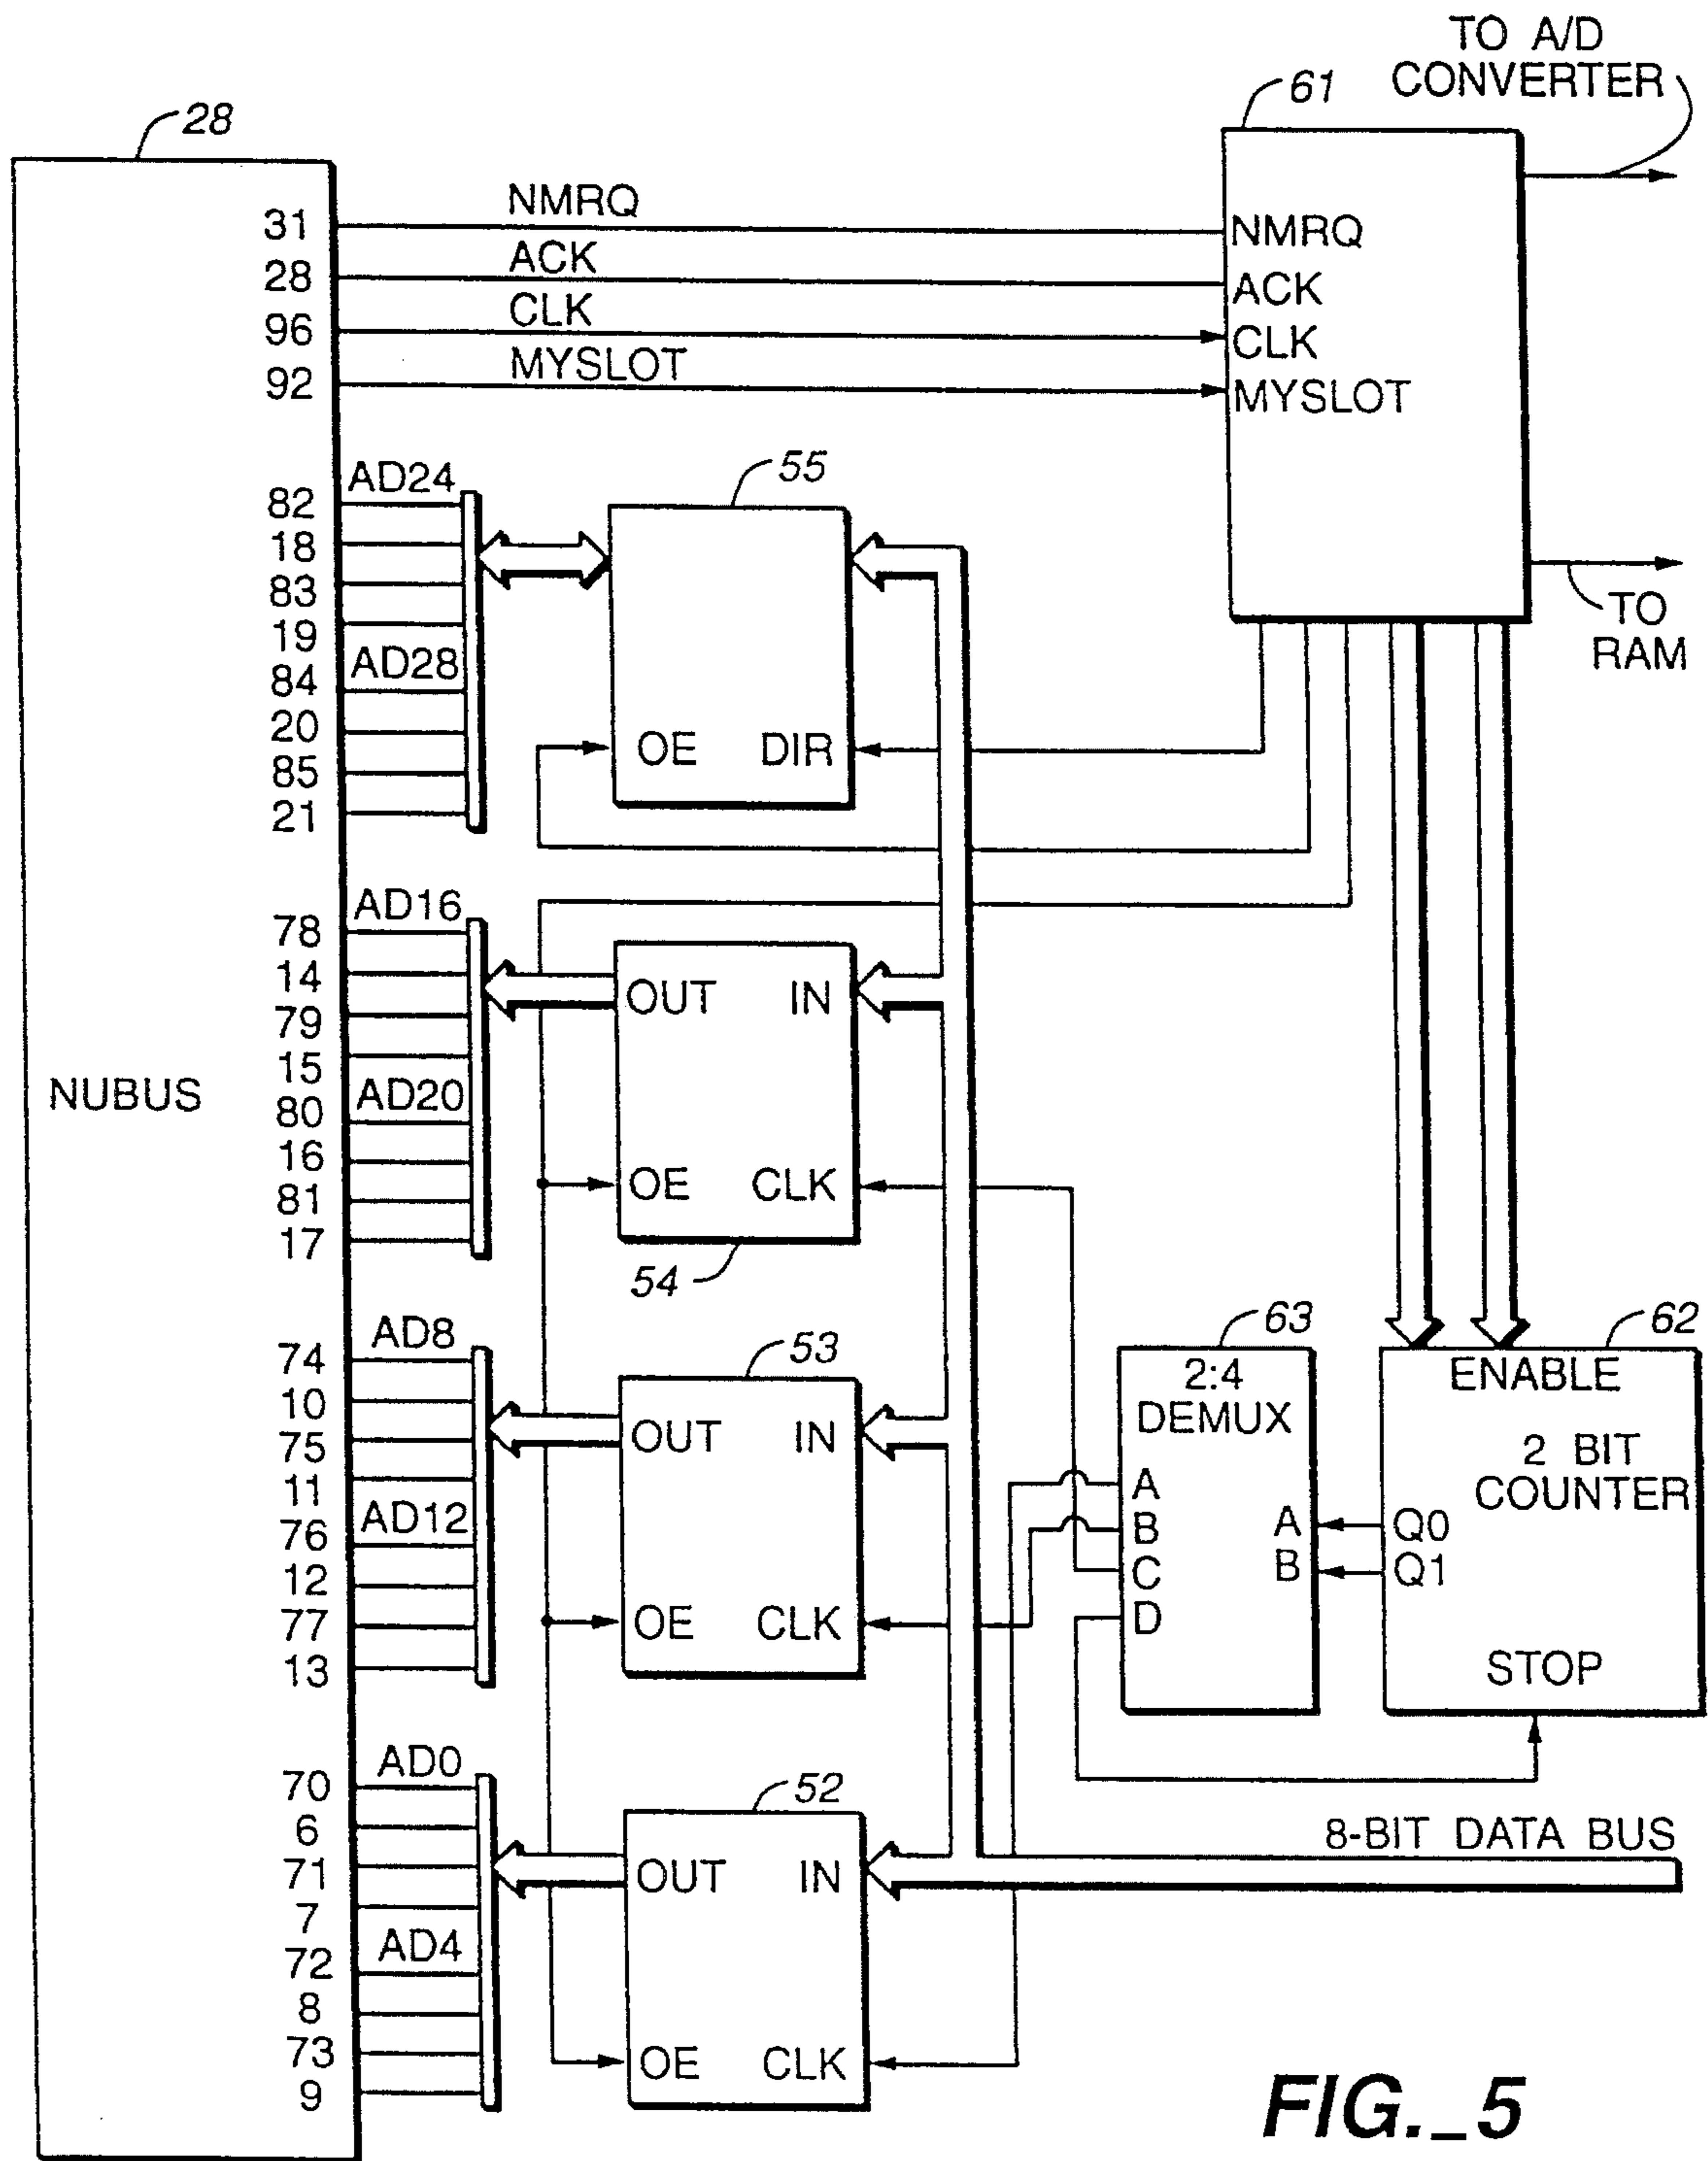 TO A/D
CONVERTER
61
28
31 NMRQ NMRQ
28 ACK ACK
96 CLK CLK
92 MYSLOT MYSLOT
55
82 AD24
18
83
19
84 AD28
20
85
21
OE DIR
TO
RAM
NUBUS
78 AD16
14
79
15
80 AD20
16
81
17
OUT IN
OE CLK
54
74 AD8
10
75
11
76 AD12
12
77
13
53
OUT IN
OE CLK
63
2:4
DEMUX
A
B
C
D
A
B
62
ENABLE
2 BIT
COUNTER
Q0
Q1
STOP
70 AD0
6
71
7
72 AD4
8
73
9
52
OUT IN
OE CLK
8-BIT DATA BUS
FIG._5